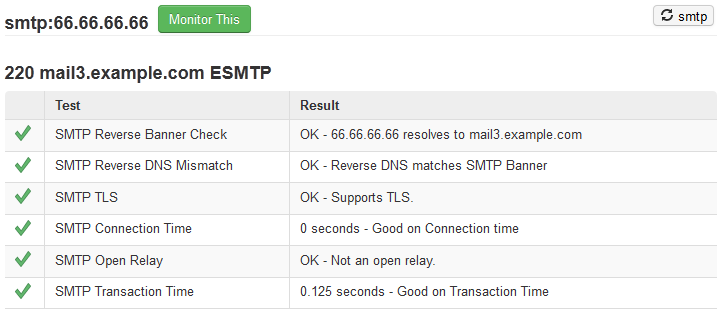 smtp:66.66.66.66 Monitor This smtp
220 mail3.example.com ESMTP
Test Result
SMTP Reverse Banner Check OK - 66.66.66.66 resolves to mail3.example.com
SMTP Reverse DNS Mismatch OK - Reverse DNS matches SMTP Banner
SMTP TLS OK - Supports TLS.
SMTP Connection Time 0 seconds - Good on Connection time
SMTP Open Relay OK - Not an open relay.
SMTP Transaction Time 0.125 seconds - Good on Transaction Time